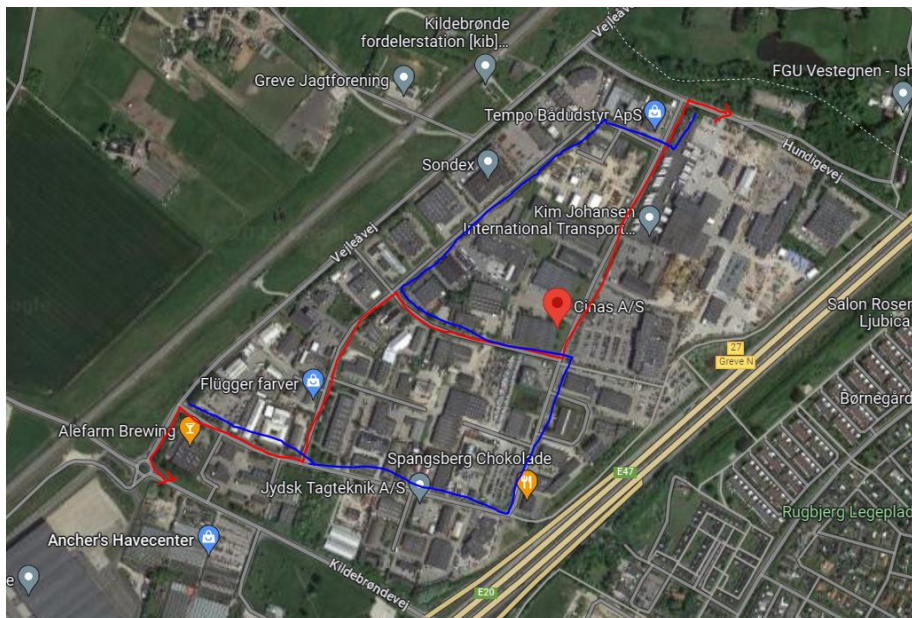 Kildebrønde
fordelerstation [kib]...
Vejleåvej
FGU Vestegnen - Ish
Greve Jagtforening
Tempo Bådudstyr ApS
Hundigevej
Sondex
Kim Johansen
International Transport...
Vejleåvej
Cinas A/S
Salon Rosen
Ljubica
27
Greve N
Flügger farver
Børnegård
Alefarm Brewing
Spangsberg Chokolade
E47
Jydsk Tagteknik A/S
Rugbjerg Legeplad
Ancher's Havecenter
Kildebrøndevej
e
E20